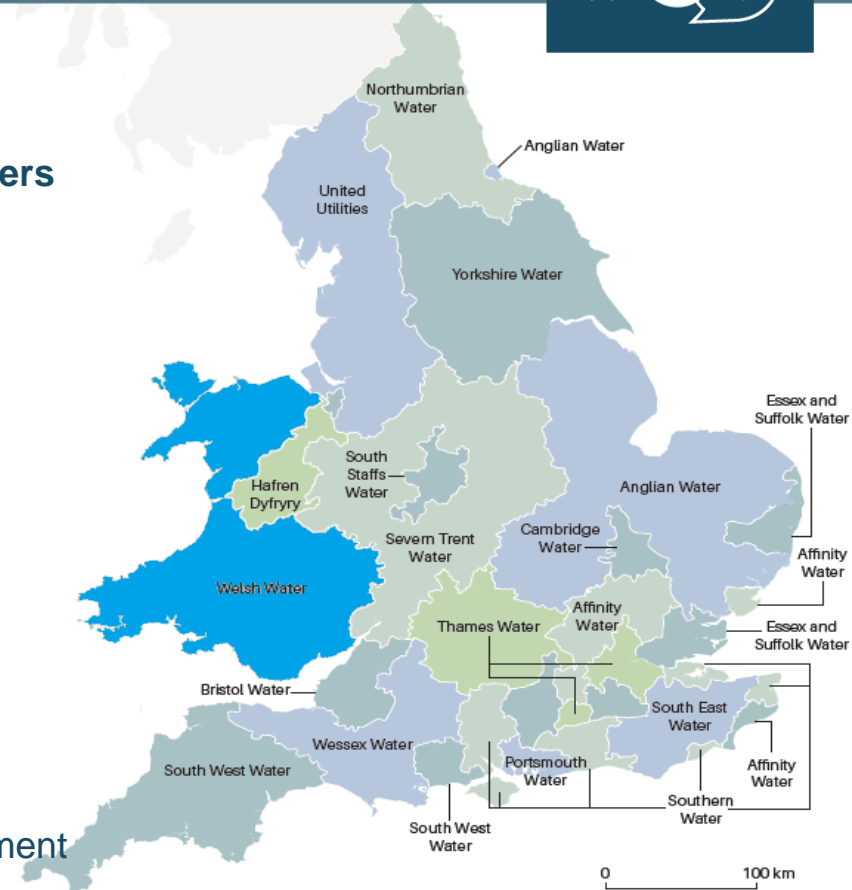 Northumbrian
Water
Anglian Water
ers
United
Utilities
Yorkshire Water
Essex and
Suffolk Water
South
Staffs
Water
Hafren
Dyfryry
Anglian Water
Cambridge
Water
Severn Trent
Water
Affinity
Water
Welsh Water
Affinity
Water
Thames Water
Essex and
Suffolk Water
Bristol Water
South East
Water
Wessex Water
Portsmouth
Water
South West Water
Affinity
Water
Southern
Water
South West
Water
ment
0 100 km